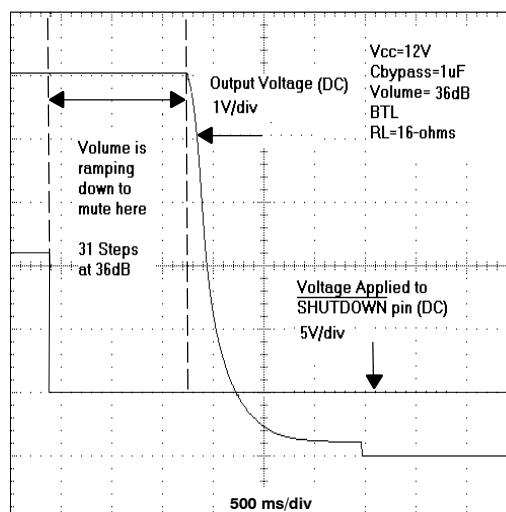 Output Voltage (DC)
1V/div
Vcc=12V
Cbypass=1uF
Volume= 36dB
BTL
RL=16-ohms
Volume is
ramping
down to
mute here
31 Steps
at 36dB
Voltage Applied to
SHUTDOWN pin (DC)
5V/div
500 ms/div